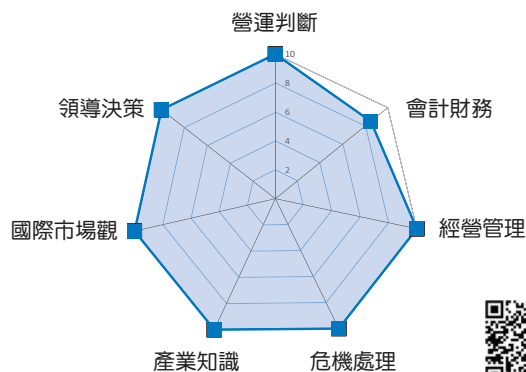 營運判斷
10
8
6
4
2
領導決策
會計財務
國際市場觀
經營管理
產業知識
危機處理